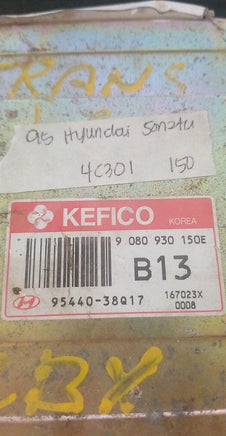 TRANS
95 Hyundai Sonata
4C301 150
KEFICO KOREA
9 080 930 150E
B13
95440-38Q17 167023X
0008